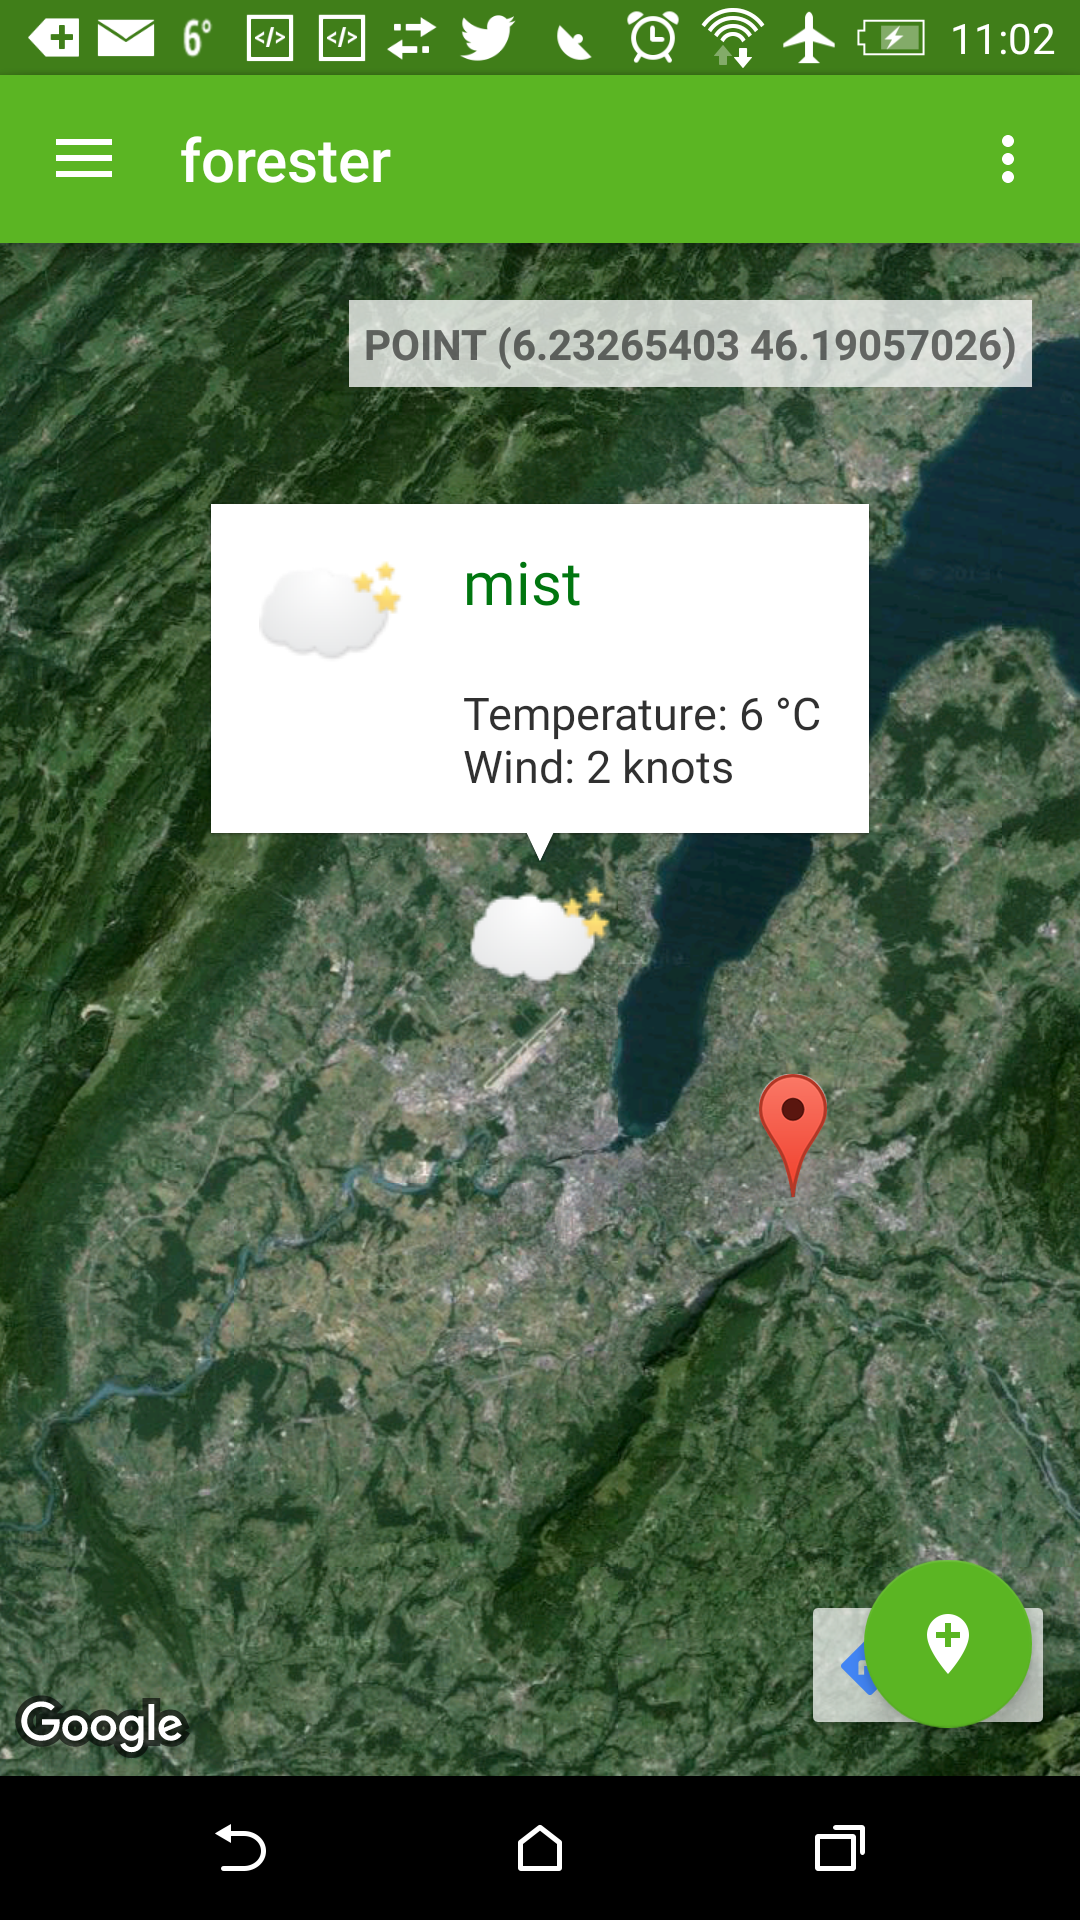 6°
11:02
forester
POINT (6.23265403 46.19057026)
mist
Temperature: 6 °C
Wind: 2 knots
Google